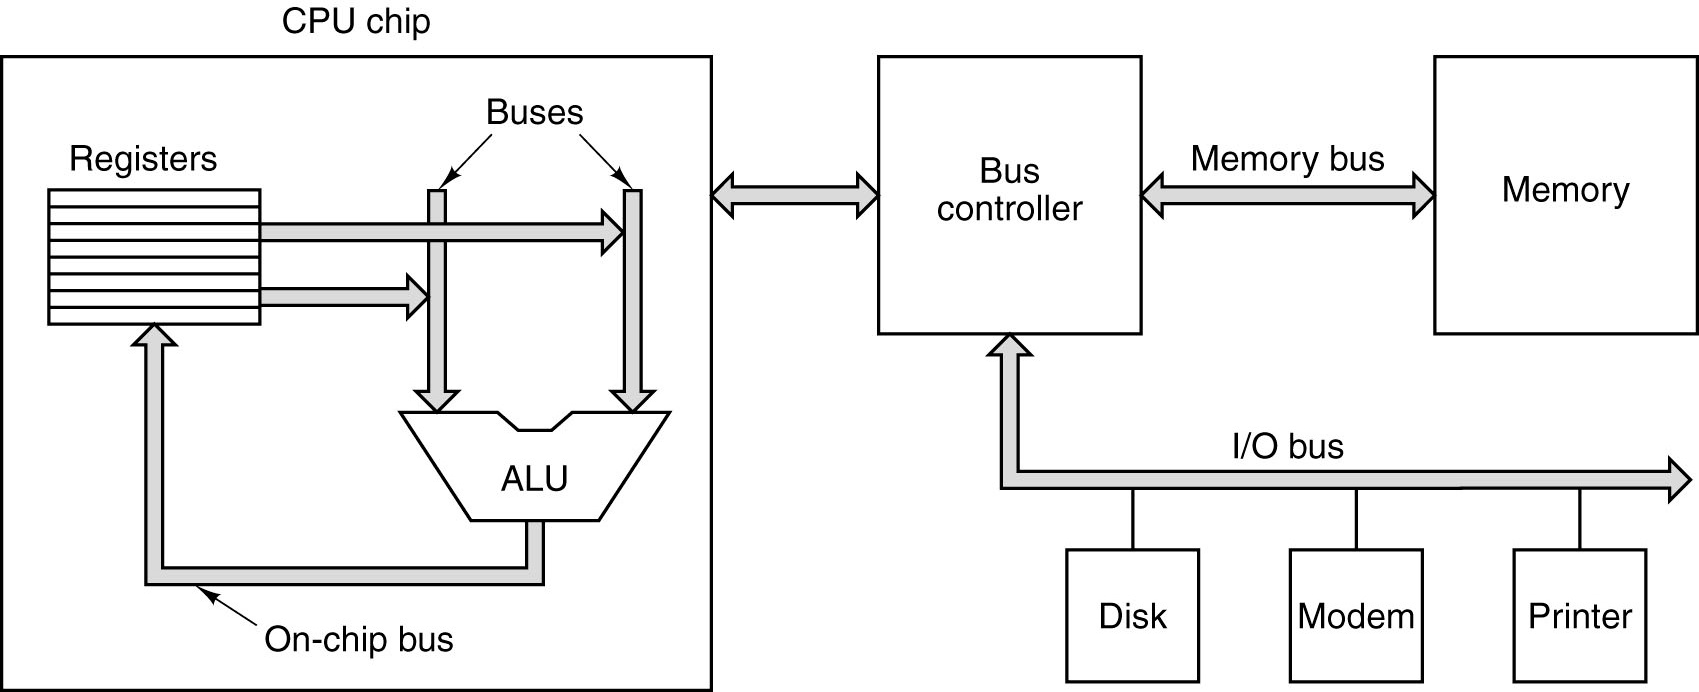 CPU chip
Buses
Registers
ALU
On-chip bus
Bus
controller
Memory bus
Memory
I/O bus
Disk
Modem
Printer